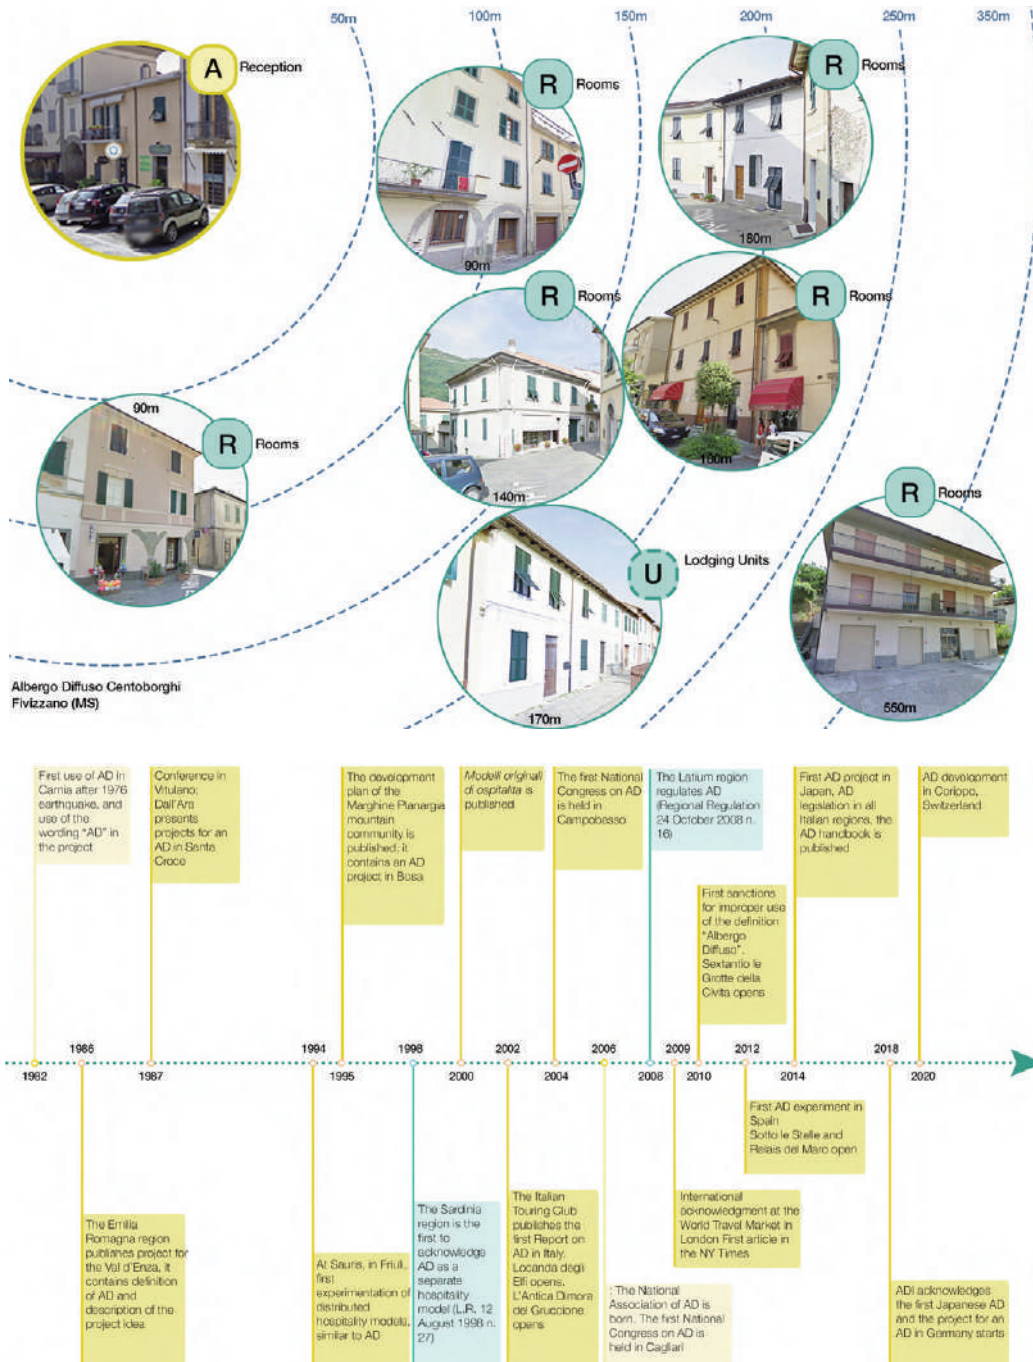 50m
100m
150m
200m
250m
350m
A
Reception
R
Rooms
90m
R
Rooms
180m
R
Rooms
140m
R
Rooms
160m
90m
R
Rooms
U
Lodging Units
170m
R
Rooms
550m
Albergo Diffuso Centoborghi
Fivizzano (MS)
First use of AD in
Carnia after 1976
earthquake, and
use of the
wording "AD" in
the project
Conference in
Vitulano:
Dall'Ara
presents
projects for an
AD in Santa
Croce
The development
plan of the
Marghine Planargia
mountain
community is
published: it
contains an AD
project in Bosa
Modelli originali
di ospitalita is
published
The first National
Congress on AD
is held in
Campobasso
The Latium region
regulates AD
(Regional Regulation
24 October 2008 n.
16)
First sanctions
for improper use
of the definition
"Albergo
Diffuso".
Sextantio le
Grotte della
Civita opens
First AD project in
Japan, AD
legislation in all
Italian regions, the
AD handbook is
published
AD development
in Corippo,
Switzerland
1982
1986
1987
1994
1995
1998
2000
2002
2004
2006
2008
2009
2010
2012
2014
2018
2020
The Emilia
Romagna region
publishes project for
the Val d'Enza, it
contains definition
of AD and
description of the
project idea
At Sauris, in Friuli,
first
experimentation of
distributed
hospitality models,
similar to AD
The Sardinia
region is the
first to
acknowledge
AD as a
separate
hospitality
model (L.R. 12
August 1998 n.
27)
The Italian
Touring Club
publishes the
first Report on
AD in Italy.
Locanda degli
Elfi opens.
L'Antica Dimora
del Gruccione
opens
: The National
Association of AD is
born. The first National
Congress on AD is
held in Cagliari
International
acknowledgment at the
World Travel Market in
London First article in
the NY Times
First AD experiment in
Spain
Sotto le Stelle and
Relais del Maro open
ADI acknowledges
the first Japanese AD
and the project for an
AD in Germany starts